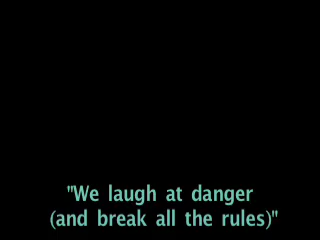 "We laugh at danger
(and break all the rules)"